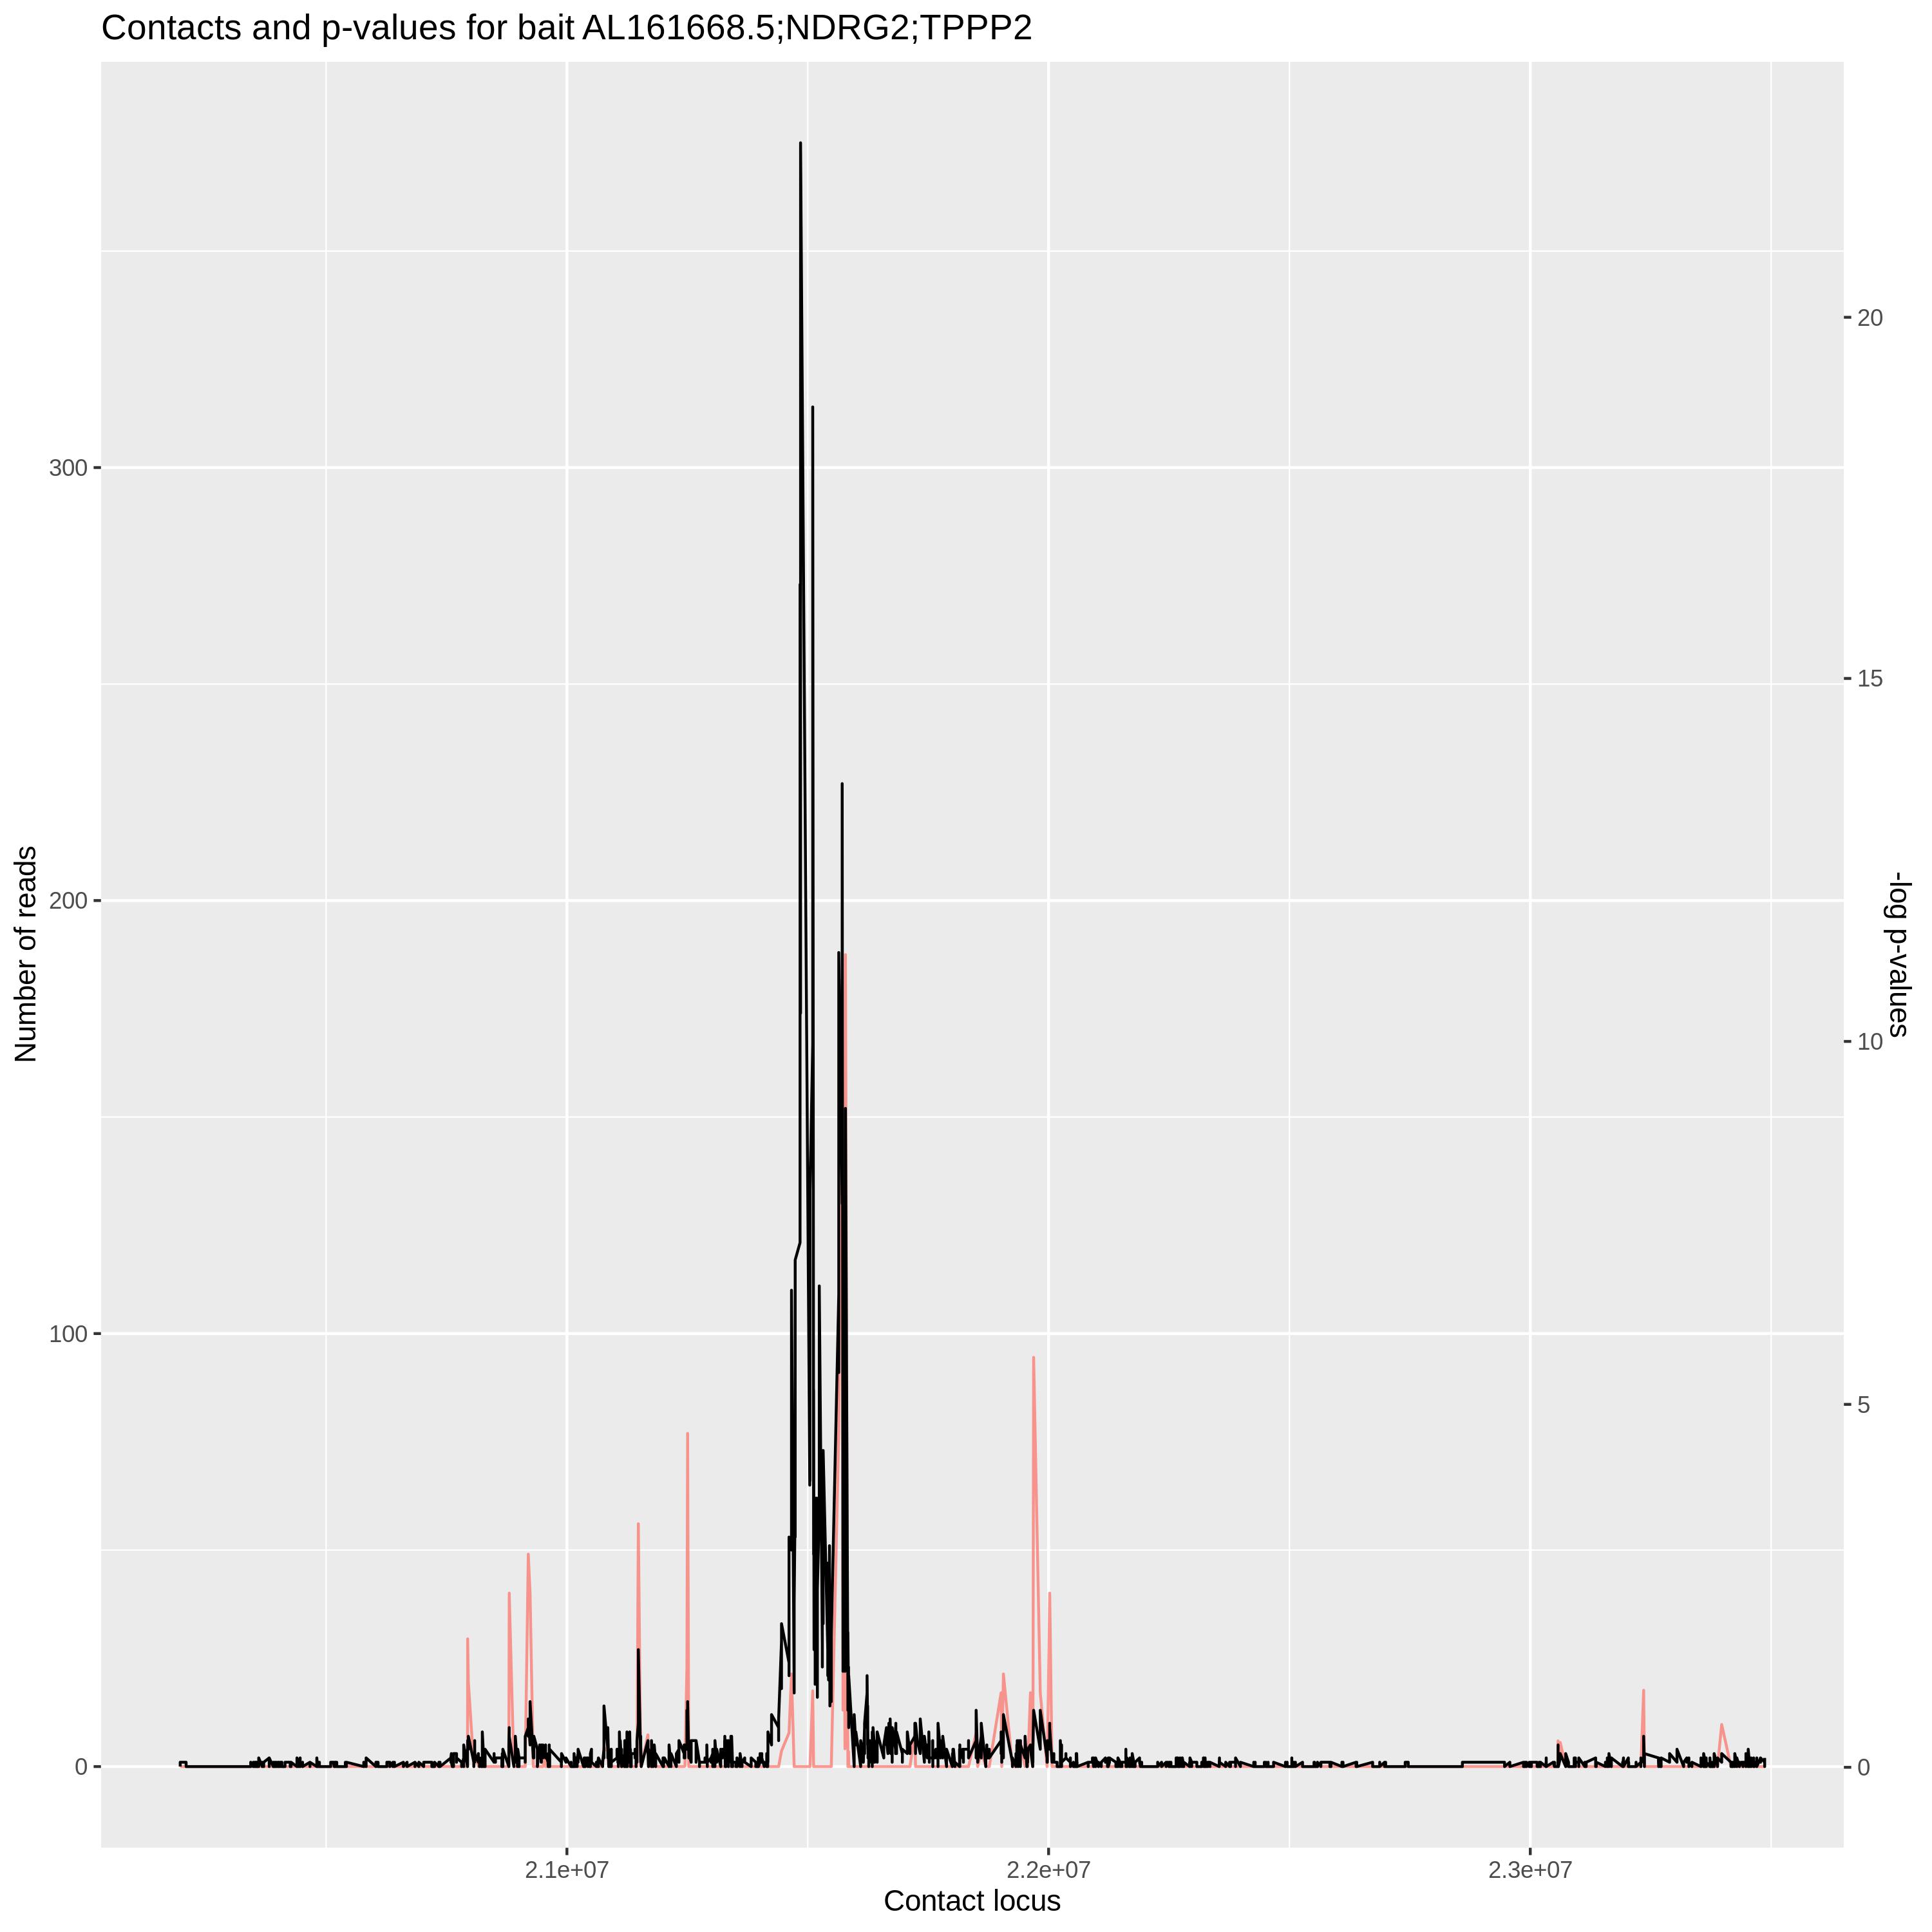 Contacts and p-values for bait AL161668.5;NDRG2;TPPP2
Number of reads
300
200
100
0
20
15
10
5
0
-log p-values
2.1e+07
2.2e+07
2.3e+07
Contact locus